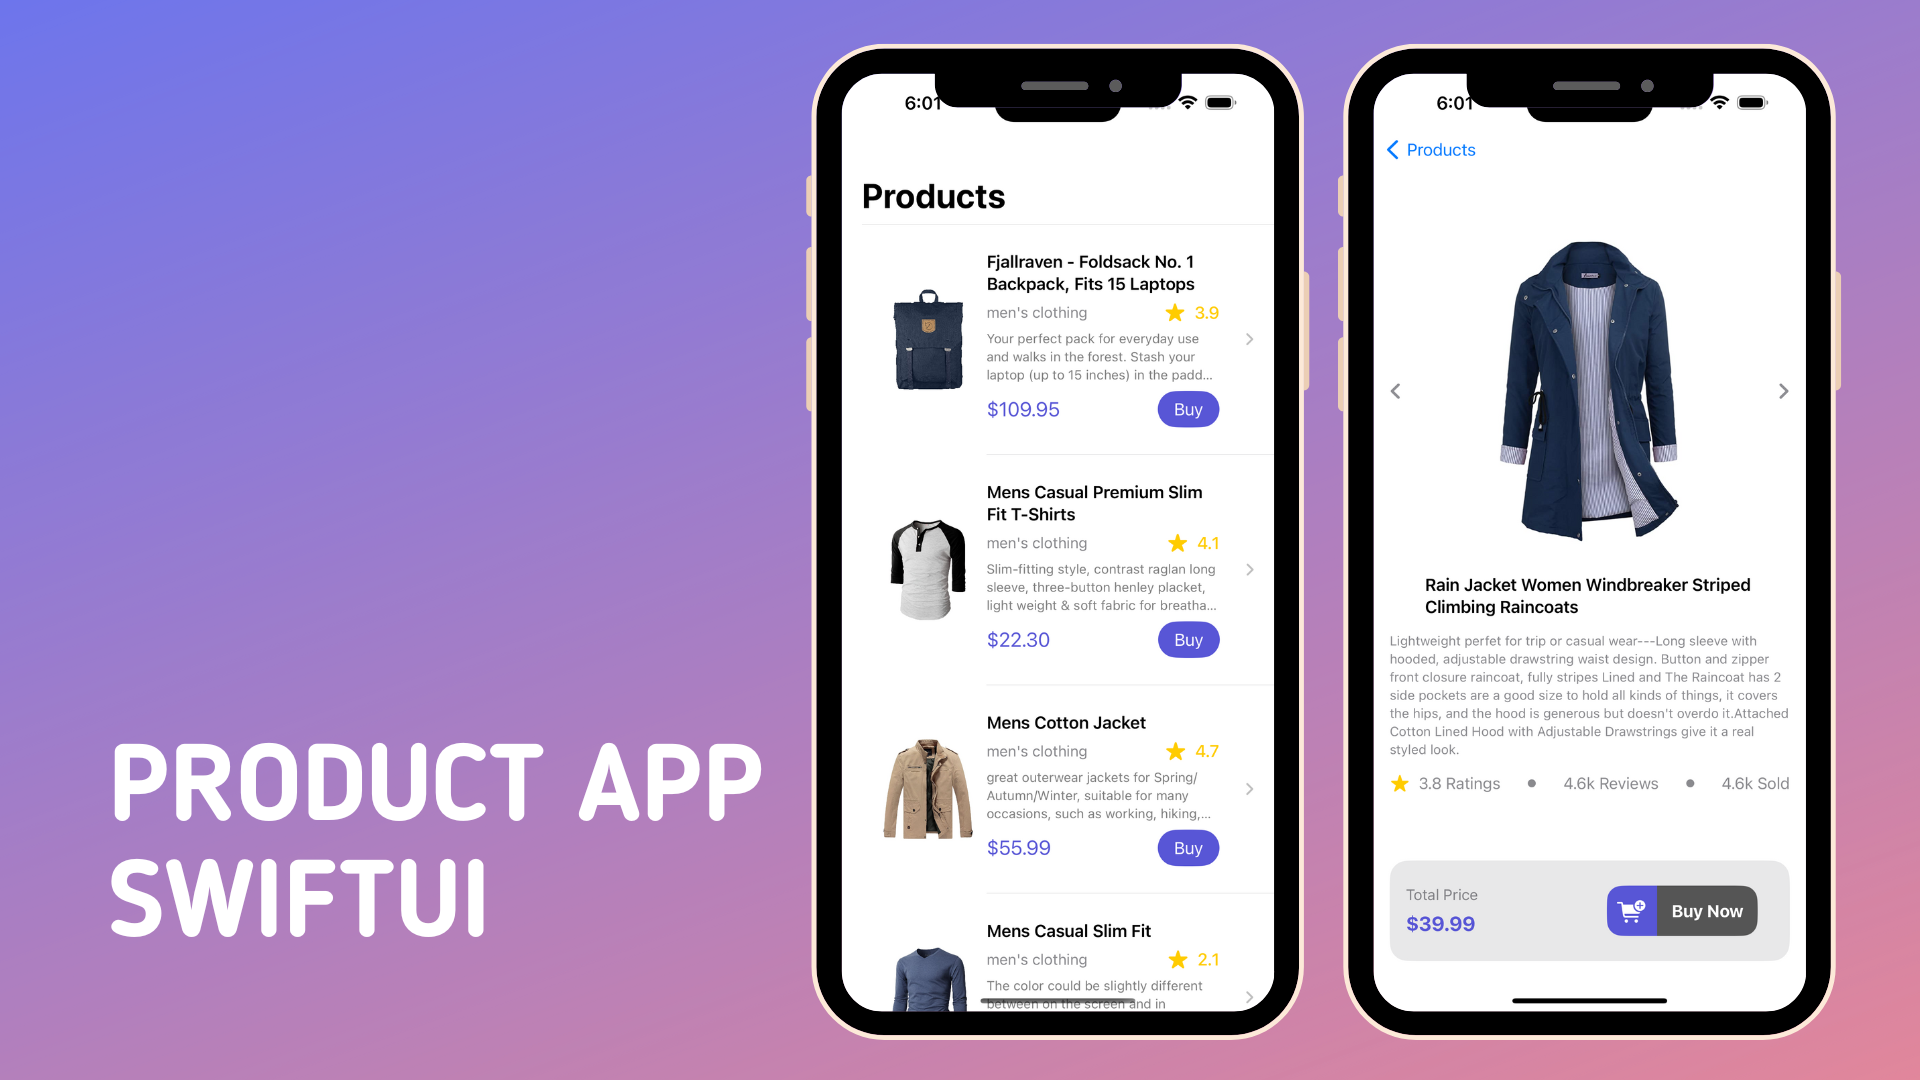 PRODUCT APP
SWIFTUI
6:01
Products
Fjallraven - Foldsack No. 1
Backpack, Fits 15 Laptops
men's clothing
3.9
Your perfect pack for everyday use
and walks in the forest. Stash your
laptop (up to 15 inches) in the padd...
$109.95
Buy
Mens Casual Premium Slim
Fit T-Shirts
men's clothing
4.1
Slim-fitting style, contrast raglan long
sleeve, three-button henley placket,
light weight & soft fabric for breatha...
$22.30
Buy
Mens Cotton Jacket
men's clothing
4.7
great outerwear jackets for Spring/
Autumn/Winter, suitable for many
occasions, such as working, hiking,...
$55.99
Buy
Mens Casual Slim Fit
men's clothing
2.1
The color could be slightly different
between on the screen and in
6:01
Products
Rain Jacket Women Windbreaker Striped
Climbing Raincoats
Lightweight perfet for trip or casual wear---Long sleeve with
hooded, adjustable drawstring waist design. Button and zipper
front closure raincoat, fully stripes Lined and The Raincoat has 2
side pockets are a good size to hold all kinds of things, it covers
the hips, and the hood is generous but doesn't overdo it.Attached
Cotton Lined Hood with Adjustable Drawstrings give it a real
styled look.
3.8 Ratings • 4.6k Reviews • 4.6k Sold
Total Price
$39.99
Buy Now